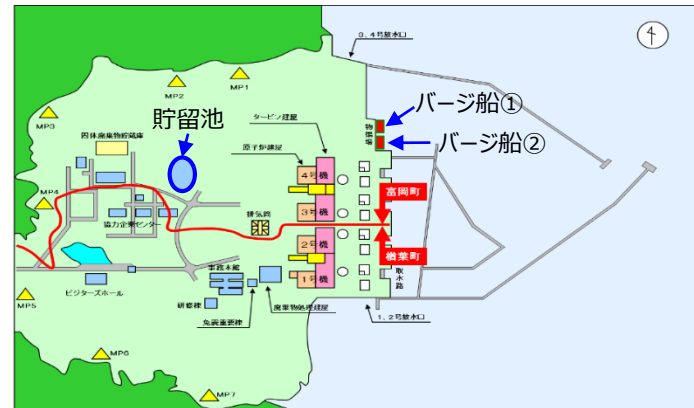 3、4号放水口
バージ船①
バージ船②
物揚場
MP1
MP2
MP3
貯留池
タービン建屋
固体廃棄物貯蔵庫
原子炉建屋
4号機
MP4
富岡町
3号機
排気筒
協力企業センター
2号機
楢葉町
事務本館
取水路
1号機
ビジターズホール
MP5
研修棟
廃棄物処理建屋
免震重要棟
1、2号放水口
MP6
MP7